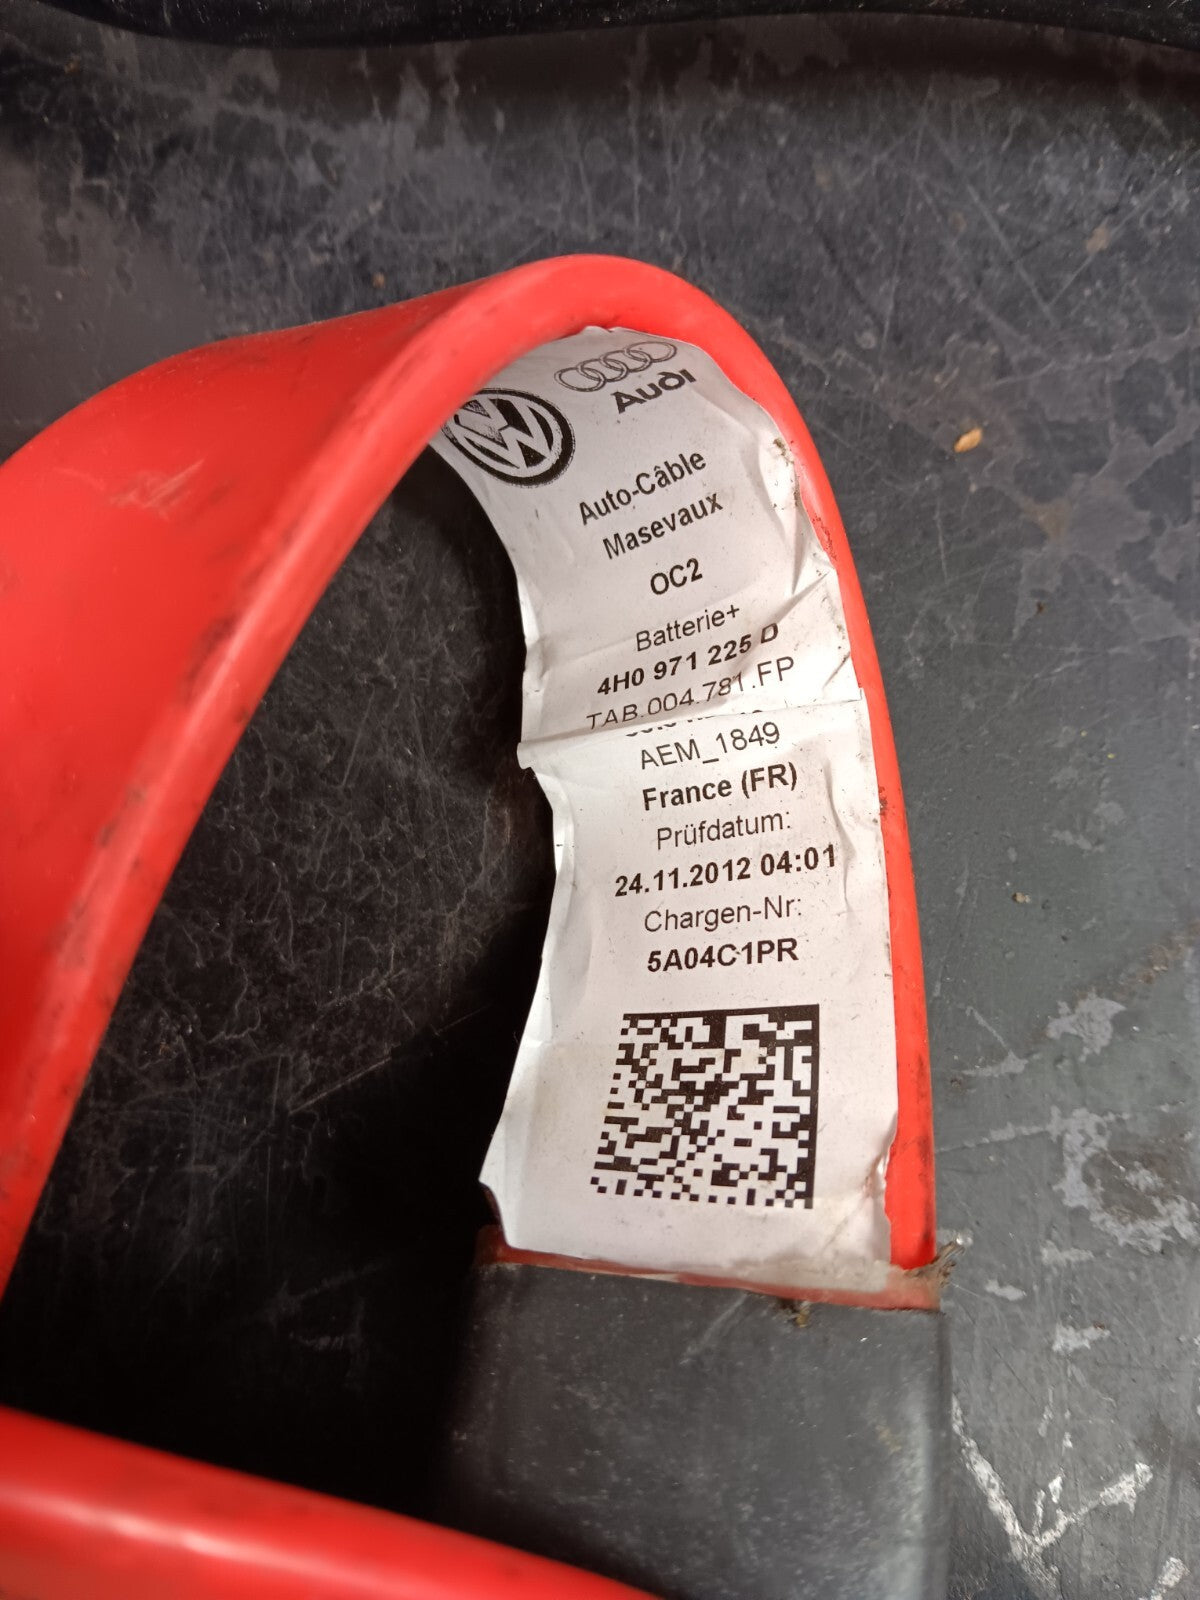 Audi
Auto-Câble
Masevaux
OC2
Batterie+
4H0 971 225 D
TAB.004.781.FP
AEM_1849
France (FR)
Prüfdatum:
24.11.2012 04:01
Chargen-Nr:
5A04C1PR